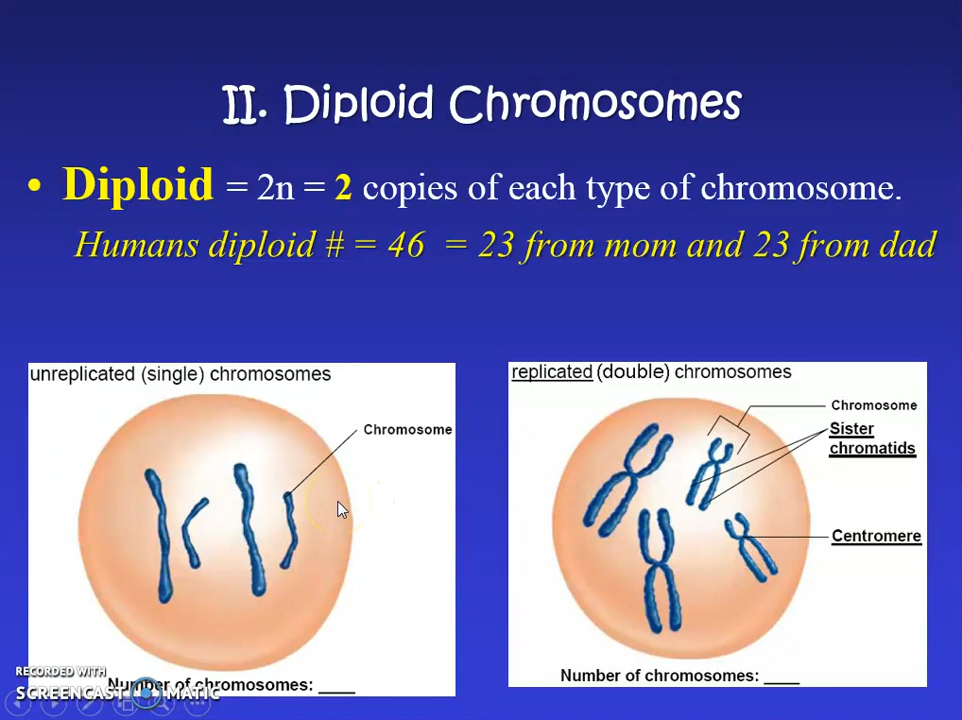 II. Diploid Chromosomes
• Diploid = 2n = 2 copies of each type of chromosome.
Humans diploid # = 46 = 23 from mom and 23 from dad
unreplicated (single) chromosomes
Chromosome
Number of chromosomes: ____
replicated (double) chromosomes
Chromosome
Sister
chromatids
Centromere
Number of chromosomes: ____
RECORDED WITH
SCREENCAST MATIC